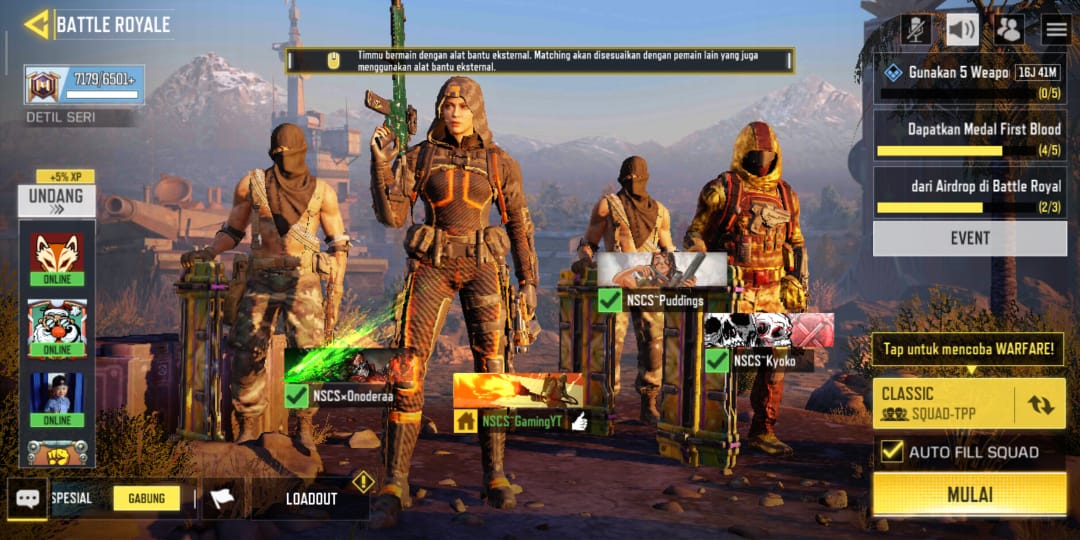 BATTLE ROYALE
Timmu bermain dengan alat bantu eksternal. Matching akan disesuaikan dengan pemain lain yang juga
menggunakan alat bantu eksternal.
7179/6501+
DETIL SERI
Gunakan 5 Weapo
16J 41M
(0/5)
Dapatkan Medal First Blood
(4/5)
dari Airdrop di Battle Royal
(2/3)
EVENT
+5% XP
UNDANG
ONLINE
ONLINE
ONLINE
NSCS~Puddings
NSCS~Kyoko
NSCS×Onoderaa
NSCS~GamingYT
Tap untuk mencoba WARFARE!
CLASSIC
SQUAD-TPP
AUTO FILL SQUAD
MULAI
SPESIAL
GABUNG
LOADOUT